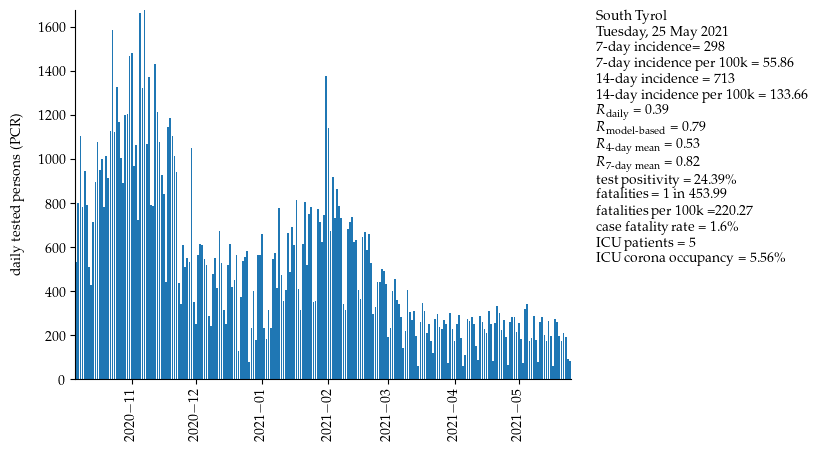 South Tyrol
Tuesday, 25 May 2021
7-day incidence= 298
7-day incidence per 100k = 55.86
14-day incidence = 713
14-day incidence per 100k = 133.66
R_daily = 0.39
R_model-based = 0.79
R_4-day mean = 0.53
R_7-day mean = 0.82
test positivity = 24.39%
fatalities = 1 in 453.99
fatalities per 100k =220.27
case fatality rate = 1.6%
ICU patients = 5
ICU corona occupancy = 5.56%
daily tested persons (PCR)
1600
1400
1200
1000
800
600
400
200
0
2020−11
2020−12
2021−01
2021−02
2021−03
2021−04
2021−05